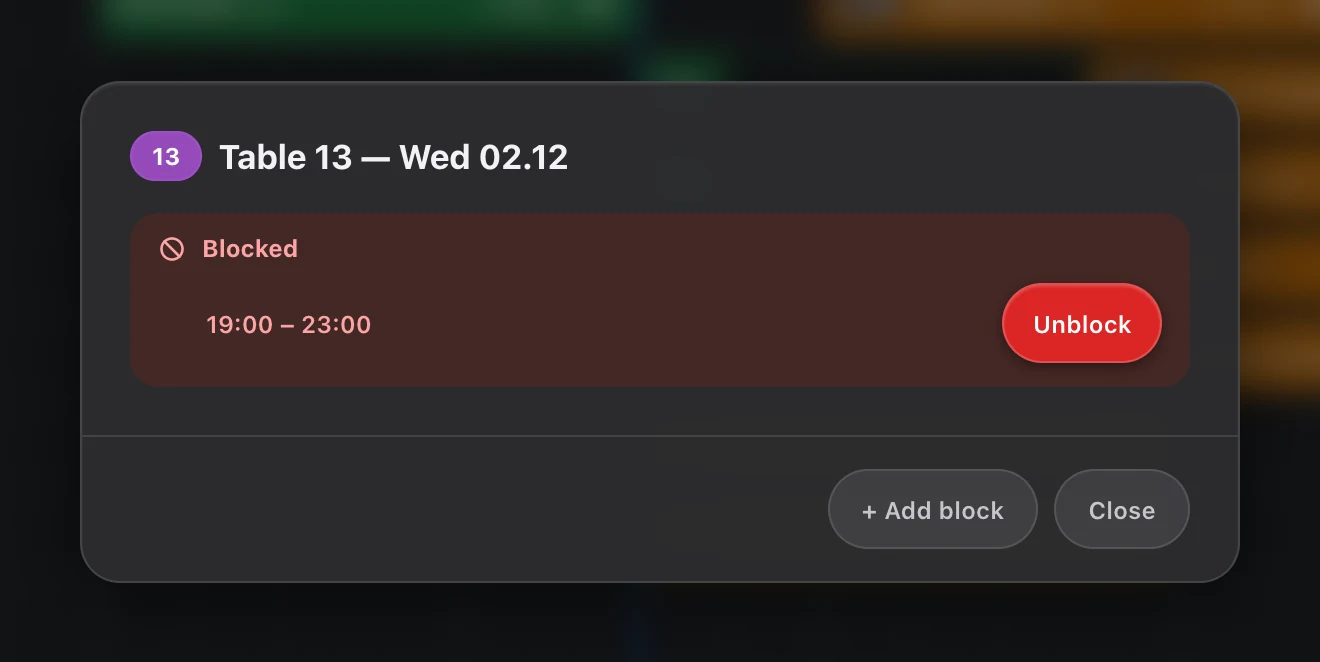 13 Table 13 — Wed 02.12
Blocked
19:00 – 23:00 Unblock
+ Add block Close